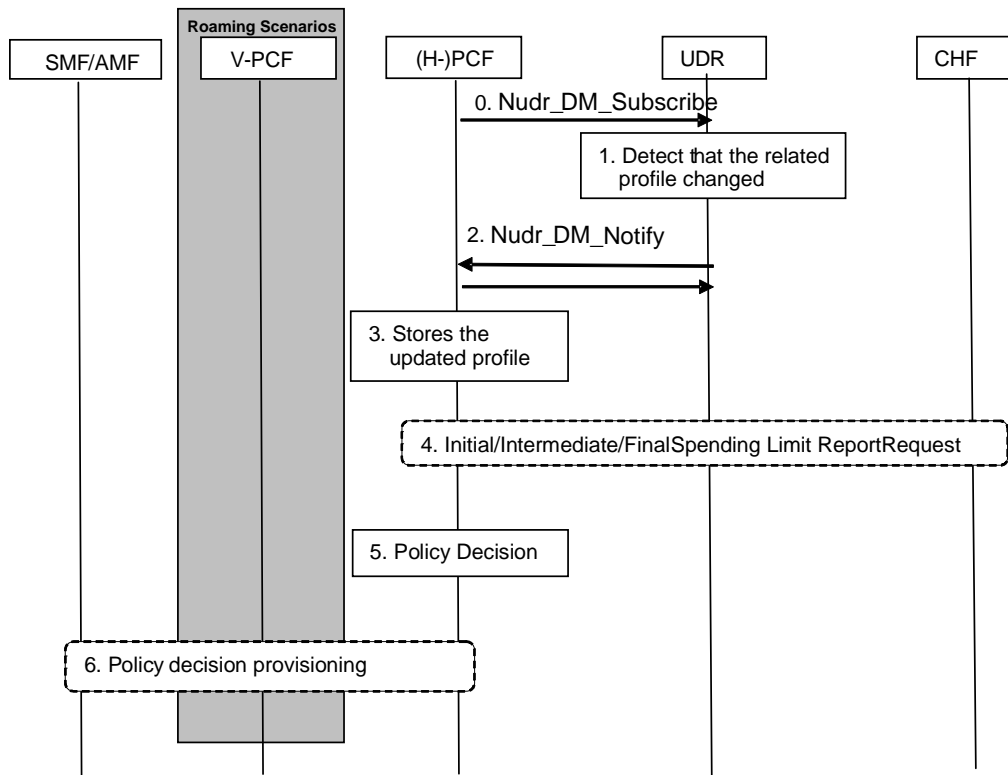 Roaming Scenarios
SMF/AMF
V-PCF
(H-)PCF
UDR
CHF
0. Nudr_DM_Subscribe
1. Detect that the related
profile changed
2. Nudr_DM_Notify
3. Stores the
updated profile
4. Initial/Intermediate/FinalSpending Limit ReportRequest
5. Policy Decision
6. Policy decision provisioning